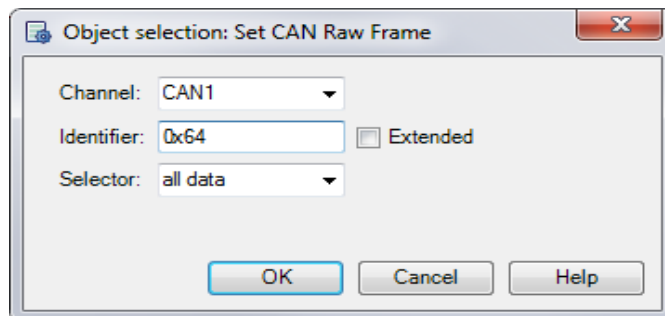 Object selection: Set CAN Raw Frame
Channel: CAN1
Identifier: 0x64 Extended
Selector: all data
OK Cancel Help